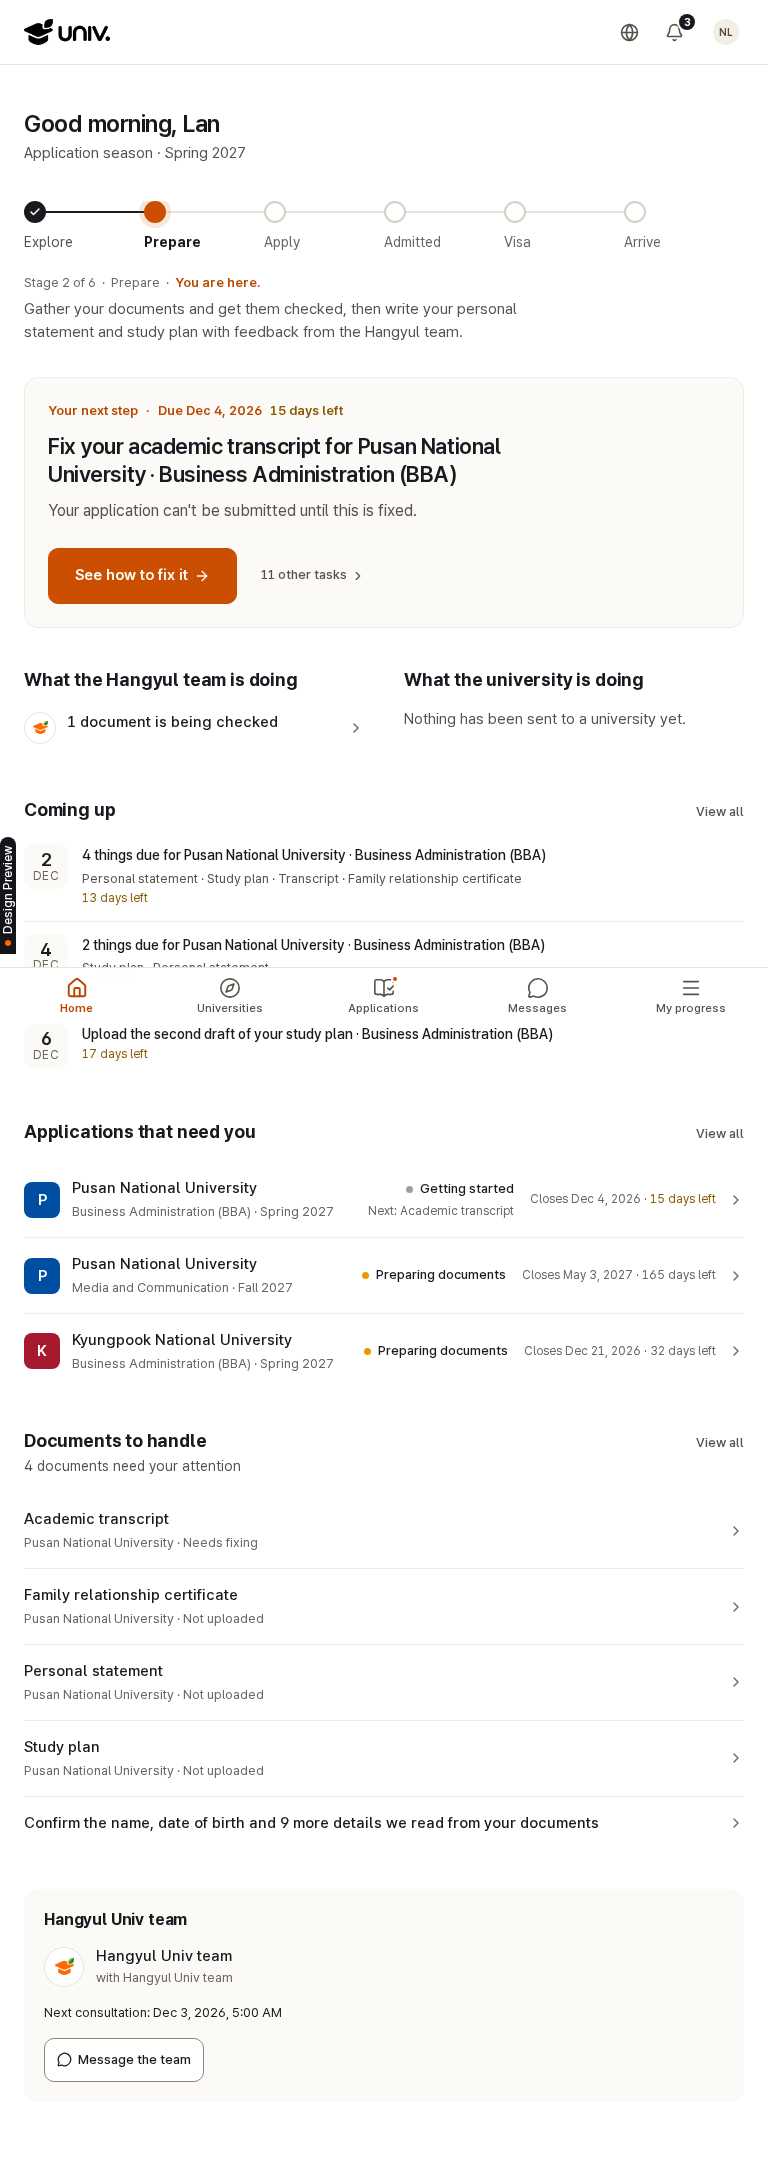 UNIV.
3
NL
Good morning, Lan
Application season · Spring 2027
Explore
Prepare
Apply
Admitted
Visa
Arrive
Stage 2 of 6 · Prepare · You are here.
Gather your documents and get them checked, then write your personal
statement and study plan with feedback from the Hangyul team.
Your next step · Due Dec 4, 2026 15 days left
Fix your academic transcript for Pusan National
University · Business Administration (BBA)
Your application can't be submitted until this is fixed.
See how to fix it
11 other tasks
What the Hangyul team is doing
1 document is being checked
What the university is doing
Nothing has been sent to a university yet.
Coming up
View all
2
DEC
4 things due for Pusan National University · Business Administration (BBA)
Personal statement · Study plan · Transcript · Family relationship certificate
13 days left
Design Preview
4
DEC
2 things due for Pusan National University · Business Administration (BBA)
Study plan · Personal statement
Home
Universities
Applications
Messages
My progress
6
DEC
Upload the second draft of your study plan · Business Administration (BBA)
17 days left
Applications that need you
View all
P
Pusan National University
Business Administration (BBA) · Spring 2027
Getting started
Next: Academic transcript
Closes Dec 4, 2026 · 15 days left
P
Pusan National University
Media and Communication · Fall 2027
Preparing documents
Closes May 3, 2027 · 165 days left
K
Kyungpook National University
Business Administration (BBA) · Spring 2027
Preparing documents
Closes Dec 21, 2026 · 32 days left
Documents to handle
View all
4 documents need your attention
Academic transcript
Pusan National University · Needs fixing
Family relationship certificate
Pusan National University · Not uploaded
Personal statement
Pusan National University · Not uploaded
Study plan
Pusan National University · Not uploaded
Confirm the name, date of birth and 9 more details we read from your documents
Hangyul Univ team
Hangyul Univ team
with Hangyul Univ team
Next consultation: Dec 3, 2026, 5:00 AM
Message the team